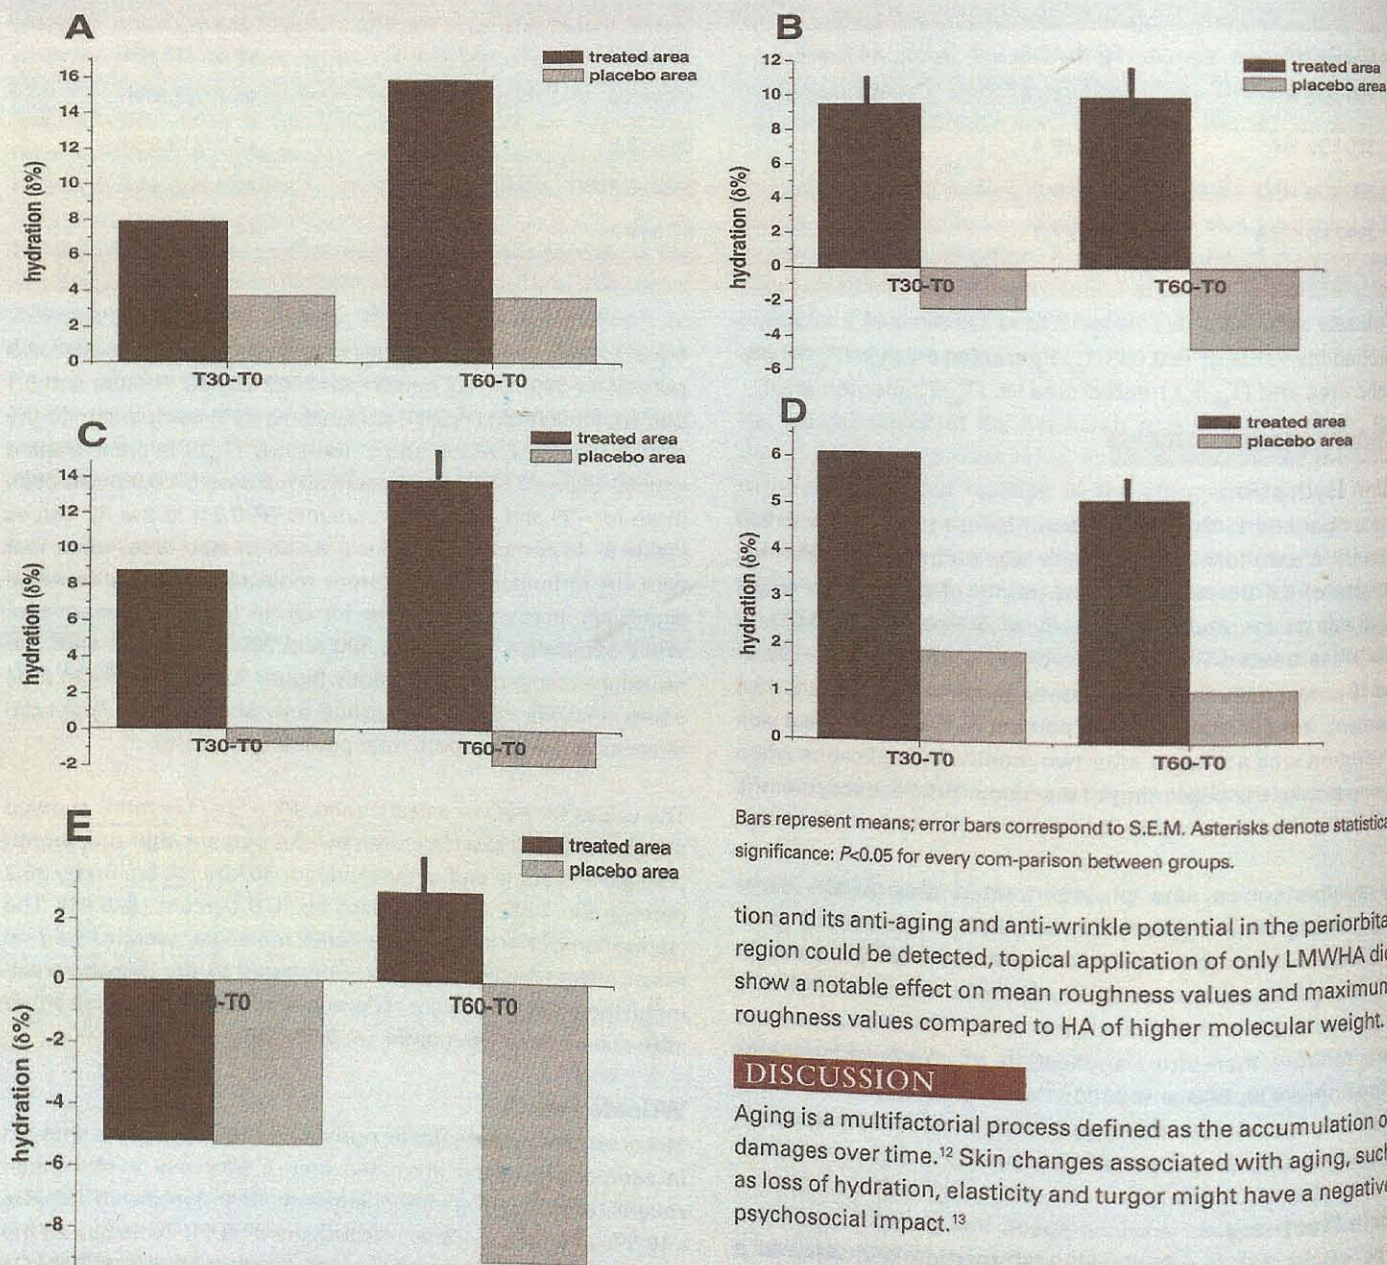 A
treated area
placebo area
16
14
12
10
8
6
4
2
0
hydration (δ%)
T30-T0
T60-T0
B
treated area
placebo area
12
10
8
6
4
2
0
-2
-4
-6
hydration (δ%)
T30-T0
T60-T0
C
treated area
placebo area
14
12
10
8
6
4
2
0
-2
hydration (δ%)
T30-T0
T60-T0
D
treated area
placebo area
6
5
4
3
2
1
0
hydration (δ%)
T30-T0
T60-T0
E
treated area
placebo area
2
0
-2
-4
-6
-8
hydration (δ%)
T60-T0
Bars represent means; error bars correspond to S.E.M. Asterisks denote statistica
significance: P<0.05 for every com-parison between groups.
tion and its anti-aging and anti-wrinkle potential in the periorbita
region could be detected, topical application of only LMWHA did
show a notable effect on mean roughness values and maximum
roughness values compared to HA of higher molecular weight.
DISCUSSION
Aging is a multifactorial process defined as the accumulation o
damages over time.¹² Skin changes associated with aging, such
as loss of hydration, elasticity and turgor might have a negative
psychosocial impact.¹³